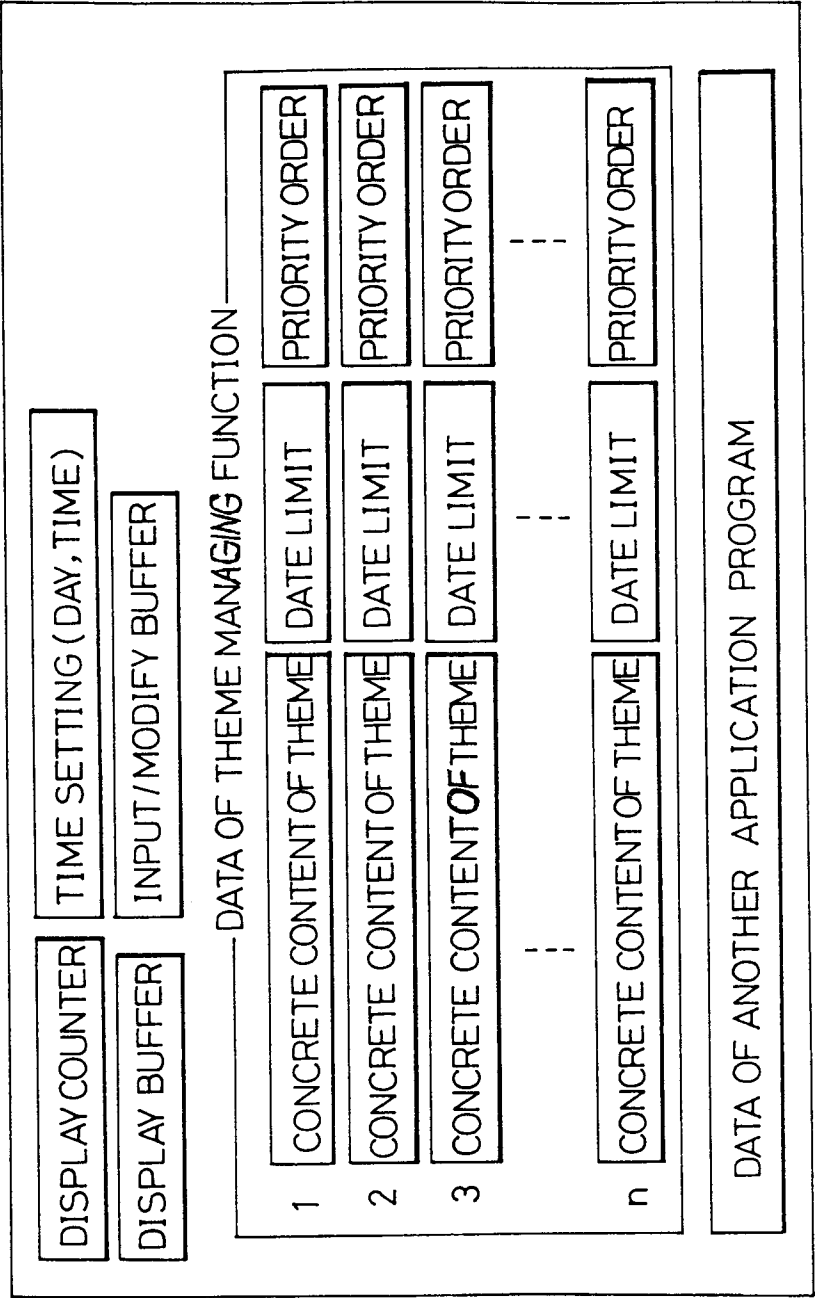 DISPLAY COUNTER TIME SETTING (DAY, TIME)
DISPLAY BUFFER INPUT/MODIFY BUFFER
DATA OF THEME MANAGING FUNCTION
1 CONCRETE CONTENT OF THEME DATE LIMIT PRIORITY ORDER
2 CONCRETE CONTENT OF THEME DATE LIMIT PRIORITY ORDER
3 CONCRETE CONTENT OF THEME DATE LIMIT PRIORITY ORDER
--- --- ---
n CONCRETE CONTENT OF THEME DATE LIMIT PRIORITY ORDER
DATA OF ANOTHER APPLICATION PROGRAM